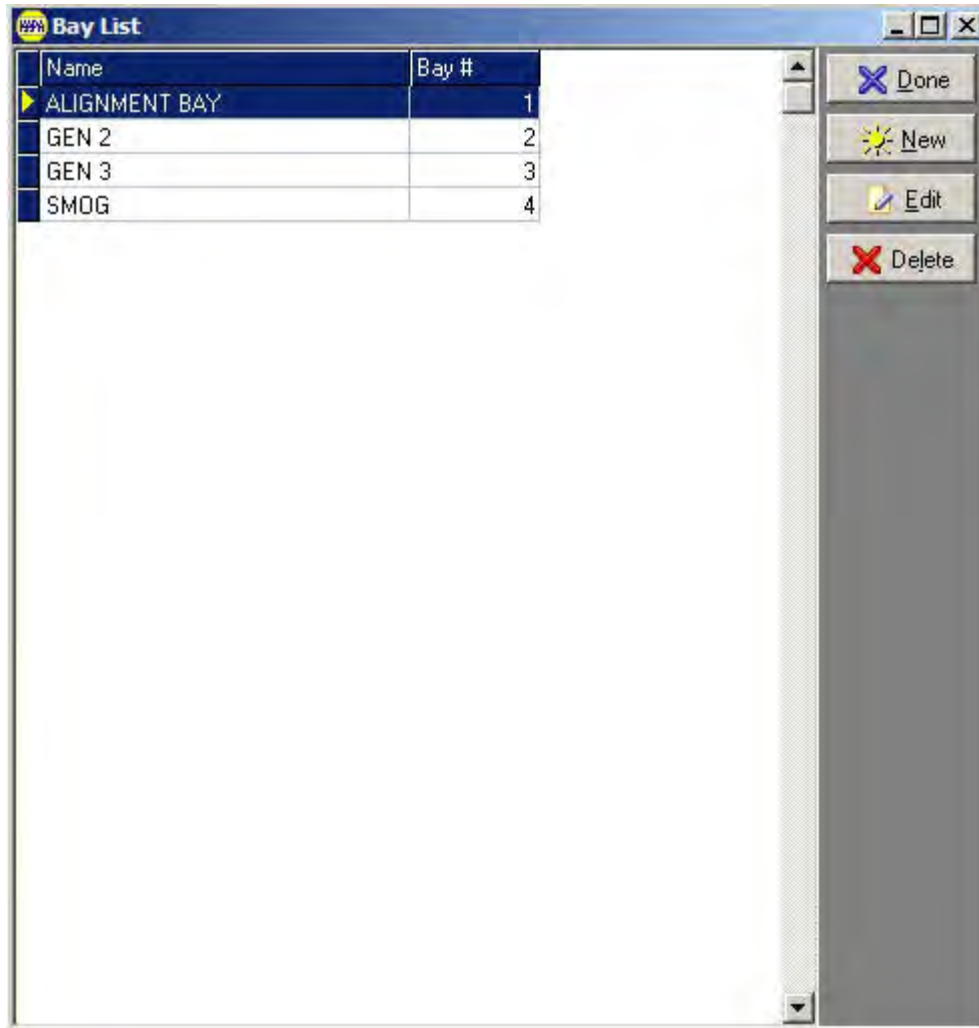 Bay List
Name Bay #
ALIGNMENT BAY 1
GEN 2 2
GEN 3 3
SMOG 4
Done
New
Edit
Delete